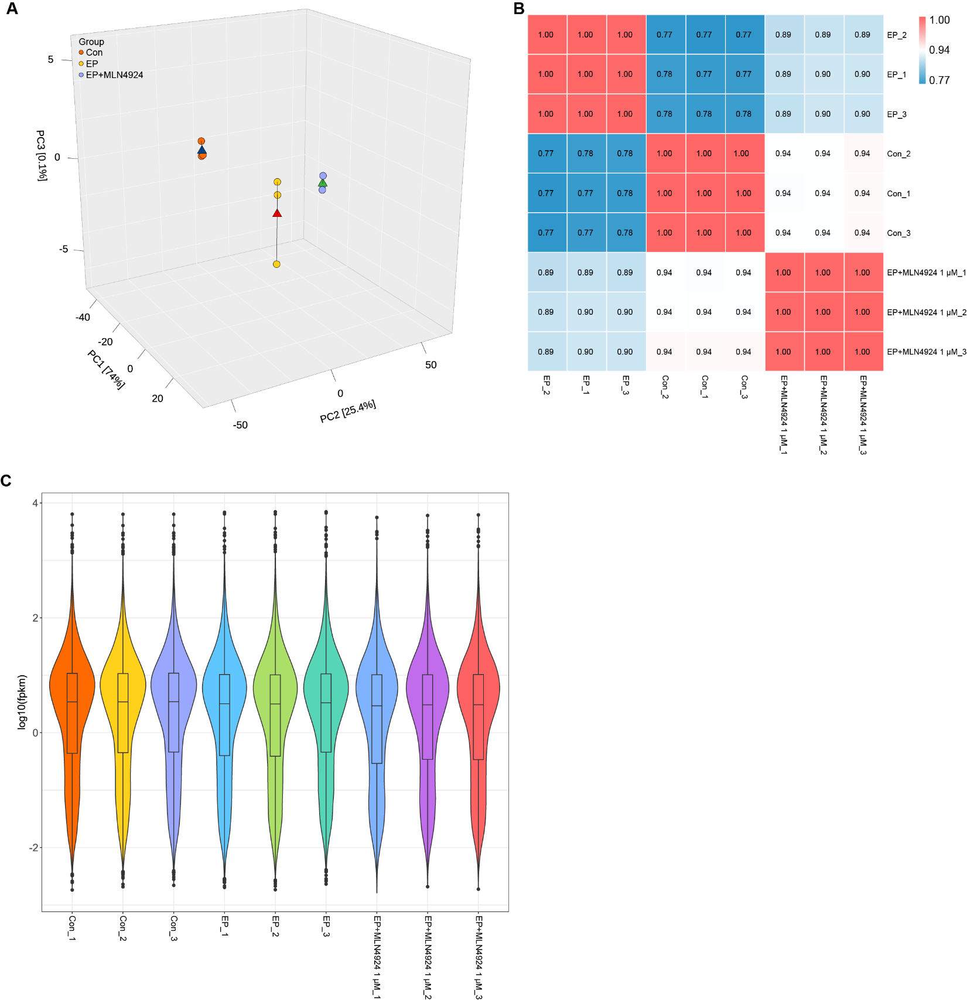 A
Group
Con
EP
EP+MLN4924
5
0
-5
PC3 [0.1%]
-40
-20
0
20
PC1 [74%]
-50
0
50
PC2 [25.4%]
B
1.00 1.00 1.00 0.77 0.77 0.77 0.89 0.89 0.89 EP_2
1.00 1.00 1.00 0.78 0.77 0.77 0.89 0.90 0.90 EP_1
1.00 1.00 1.00 0.78 0.78 0.78 0.89 0.90 0.90 EP_3
0.77 0.78 0.78 1.00 1.00 1.00 0.94 0.94 0.94 Con_2
0.77 0.77 0.78 1.00 1.00 1.00 0.94 0.94 0.94 Con_1
0.77 0.77 0.78 1.00 1.00 1.00 0.94 0.94 0.94 Con_3
0.89 0.89 0.89 0.94 0.94 0.94 1.00 1.00 1.00 EP+MLN4924 1 µM_1
0.89 0.90 0.90 0.94 0.94 0.94 1.00 1.00 1.00 EP+MLN4924 1 µM_2
0.89 0.90 0.90 0.94 0.94 0.94 1.00 1.00 1.00 EP+MLN4924 1 µM_3
EP_2
EP_1
EP_3
Con_2
Con_1
Con_3
EP+MLN4924 1 µM_1
EP+MLN4924 1 µM_2
EP+MLN4924 1 µM_3
1.00
0.94
0.77
C
4
2
0
-2
log10(fpkm)
Con_1
Con_2
Con_3
EP_1
EP_2
EP_3
EP+MLN4924 1 µM_1
EP+MLN4924 1 µM_2
EP+MLN4924 1 µM_3